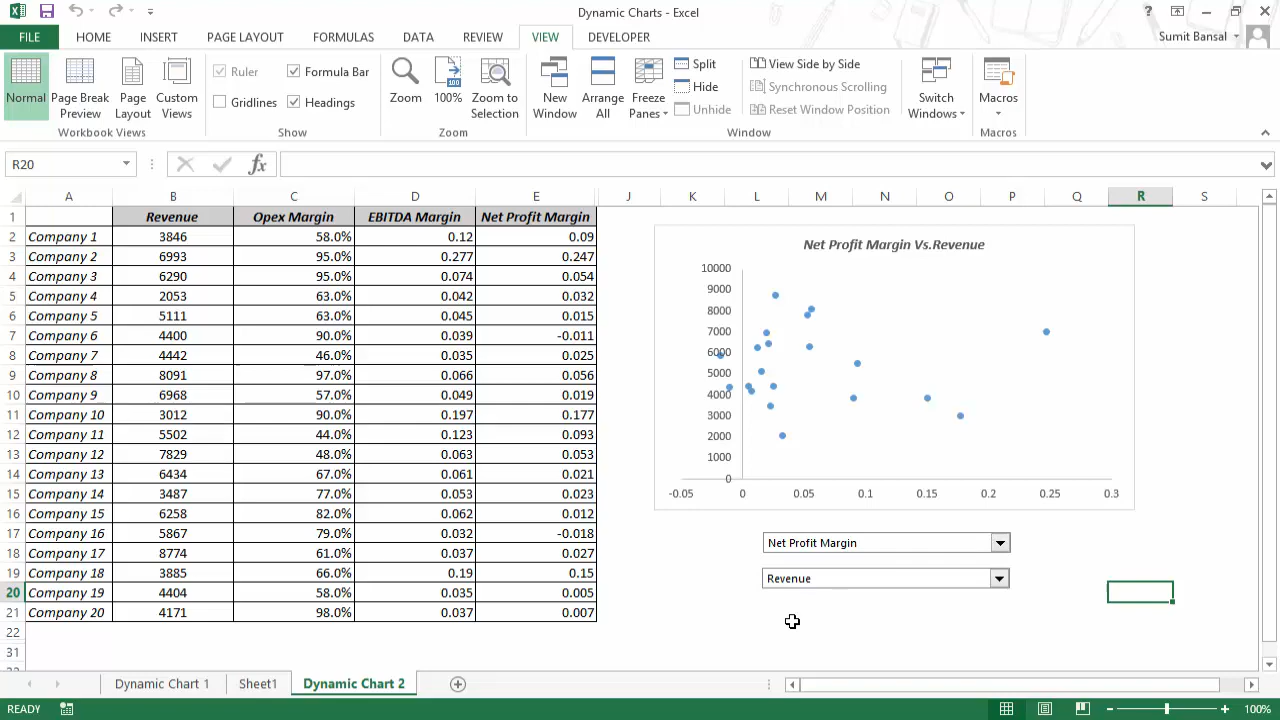 Dynamic Charts - Excel
?
FILE HOME INSERT PAGE LAYOUT FORMULAS DATA REVIEW VIEW DEVELOPER Sumit Bansal
Normal
Page Break Preview
Page Layout
Custom Views
Workbook Views
Ruler
Formula Bar
Gridlines
Headings
Show
Zoom
100%
Zoom to Selection
Zoom
New Window
Arrange All
Freeze Panes
Split
Hide
Unhide
View Side by Side
Synchronous Scrolling
Reset Window Position
Switch Windows
Window
Macros
Macros
R20 fx
A B C D E J K L M N O P Q R S
1 Revenue Opex Margin EBITDA Margin Net Profit Margin
2 Company 1 3846 58.0% 0.12 0.09
3 Company 2 6993 95.0% 0.277 0.247
4 Company 3 6290 95.0% 0.074 0.054
5 Company 4 2053 63.0% 0.042 0.032
6 Company 5 5111 63.0% 0.045 0.015
7 Company 6 4400 90.0% 0.039 -0.011
8 Company 7 4442 46.0% 0.035 0.025
9 Company 8 8091 97.0% 0.066 0.056
10 Company 9 6968 57.0% 0.049 0.019
11 Company 10 3012 90.0% 0.197 0.177
12 Company 11 5502 44.0% 0.123 0.093
13 Company 12 7829 48.0% 0.063 0.053
14 Company 13 6434 67.0% 0.061 0.021
15 Company 14 3487 77.0% 0.053 0.023
16 Company 15 6258 82.0% 0.062 0.012
17 Company 16 5867 79.0% 0.032 -0.018
18 Company 17 8774 61.0% 0.037 0.027
19 Company 18 3885 66.0% 0.19 0.15
20 Company 19 4404 58.0% 0.035 0.005
21 Company 20 4171 98.0% 0.037 0.007
22
31
Net Profit Margin Vs.Revenue
10000
9000
8000
7000
6000
5000
4000
3000
2000
1000
0
-0.05 0 0.05 0.1 0.15 0.2 0.25 0.3
Net Profit Margin
Revenue
Dynamic Chart 1 Sheet1 Dynamic Chart 2
READY 100%